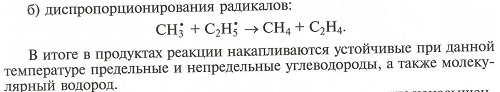 б) диспропорционирования радикалов:
CH₃• + C₂H₅• → CH₄ + C₂H₄.
В итоге в продуктах реакции накапливаются устойчивые при данной
температуре предельные и непредельные углеводороды, а также молеку-
лярный водород.